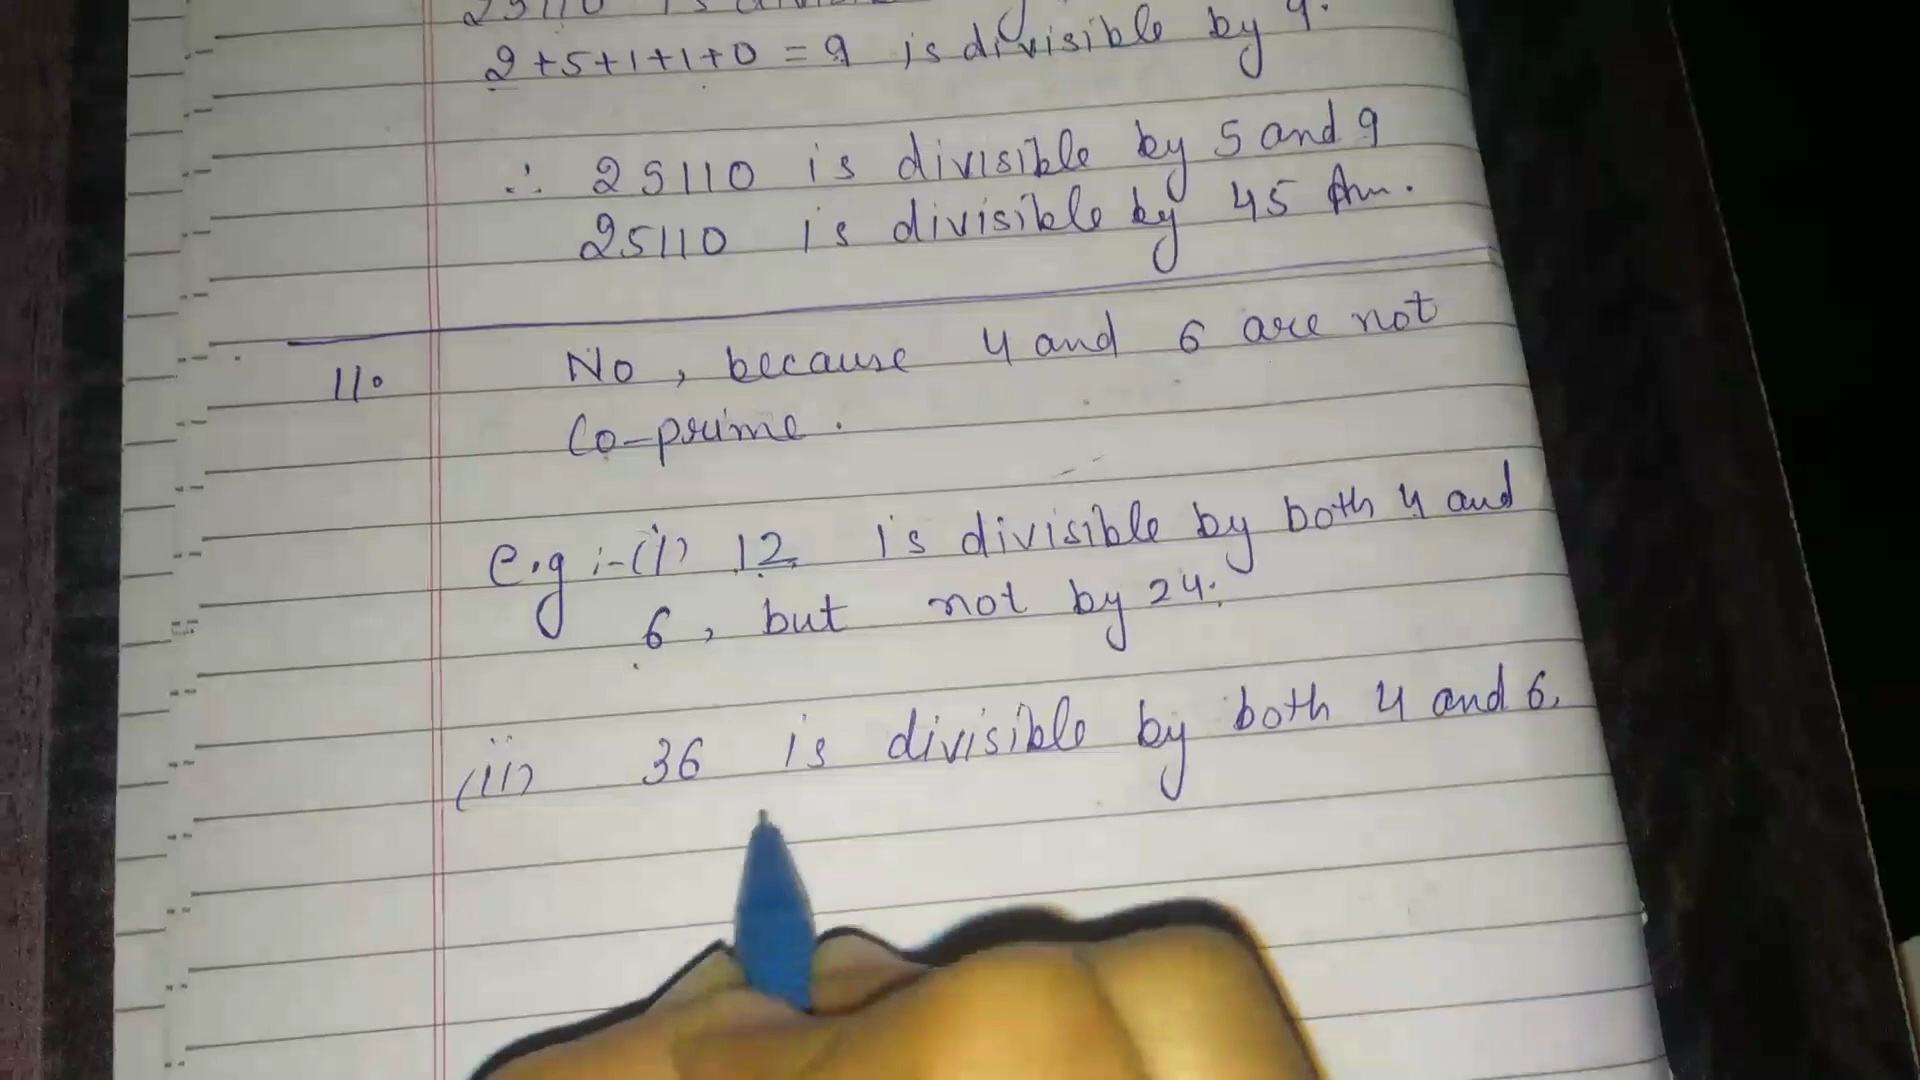 25110 is
2+5+1+1+0 = 9 is divisible by 9.
∴ 25110 is divisible by 5 and 9
25110 is divisible by 45 Ans.
11. No, because 4 and 6 are not
Co-prime.
e.g :- (i) 12 is divisible by both 4 and
6, but not by 24.
(ii) 36 is divisible by both 4 and 6.